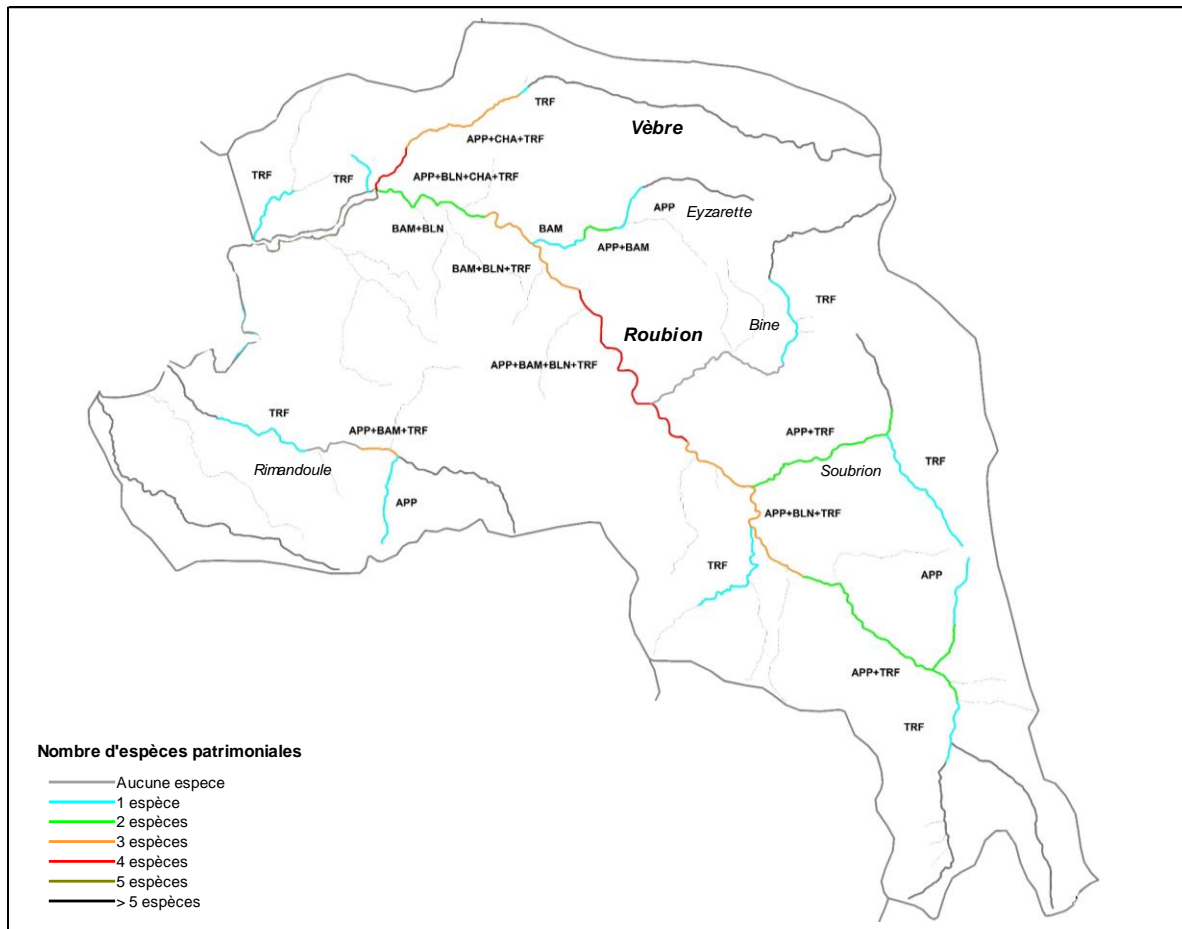 TRF
Vèbre
APP+CHA+TRF
TRF
TRF
APP+BLN+CHA+TRF
APP
Eyzarette
BAM+BLN
BAM
APP+BAM
BAM+BLN+TRF
TRF
Bine
Roubion
APP+BAM+BLN+TRF
TRF
APP+BAM+TRF
APP+TRF
Rimandoule
Soubrion
TRF
APP
APP+BLN+TRF
TRF
APP
APP+TRF
TRF
Nombre d'espèces patrimoniales
Aucune espece
1 espèce
2 espèces
3 espèces
4 espèces
5 espèces
> 5 espèces